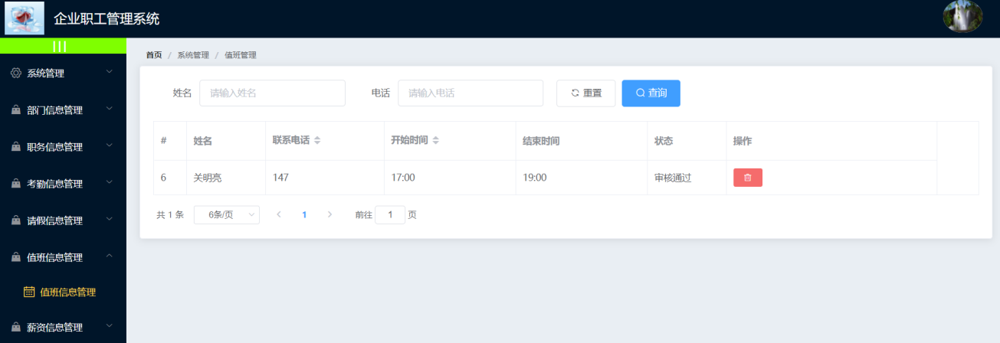 企业职工管理系统
|||
首页 / 系统管理 / 值班管理
系统管理
部门信息管理
职务信息管理
考勤信息管理
请假信息管理
值班信息管理
值班信息管理
薪资信息管理
姓名 请输入姓名 电话 请输入电话 重置 查询
# 姓名 联系电话 开始时间 结束时间 状态 操作
6 关明亮 147 17:00 19:00 审核通过
共 1 条 6条/页 1 前往 1 页